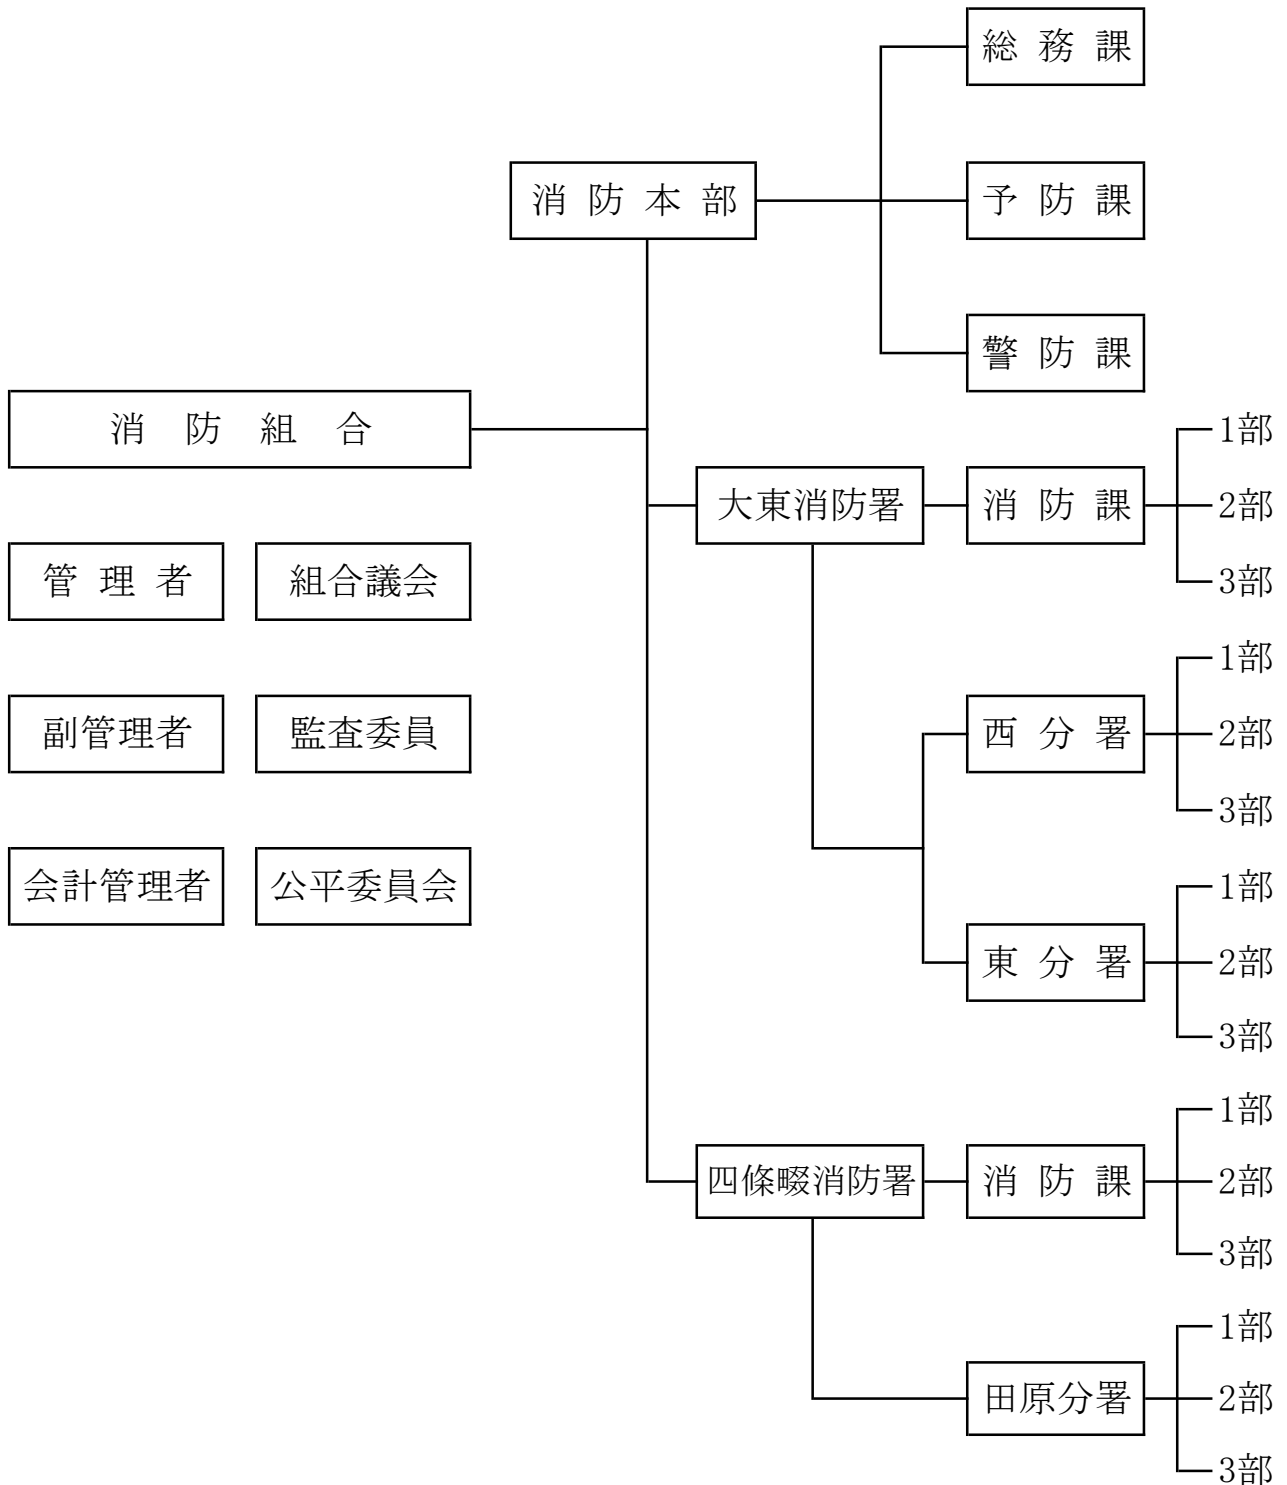 総務課
消防本部
予防課
警防課
消防組合
1部
大東消防署
消防課
2部
管理者
組合議会
3部
1部
副管理者
監査委員
西分署
2部
3部
会計管理者
公平委員会
1部
東分署
2部
3部
1部
四條畷消防署
消防課
2部
3部
1部
田原分署
2部
3部